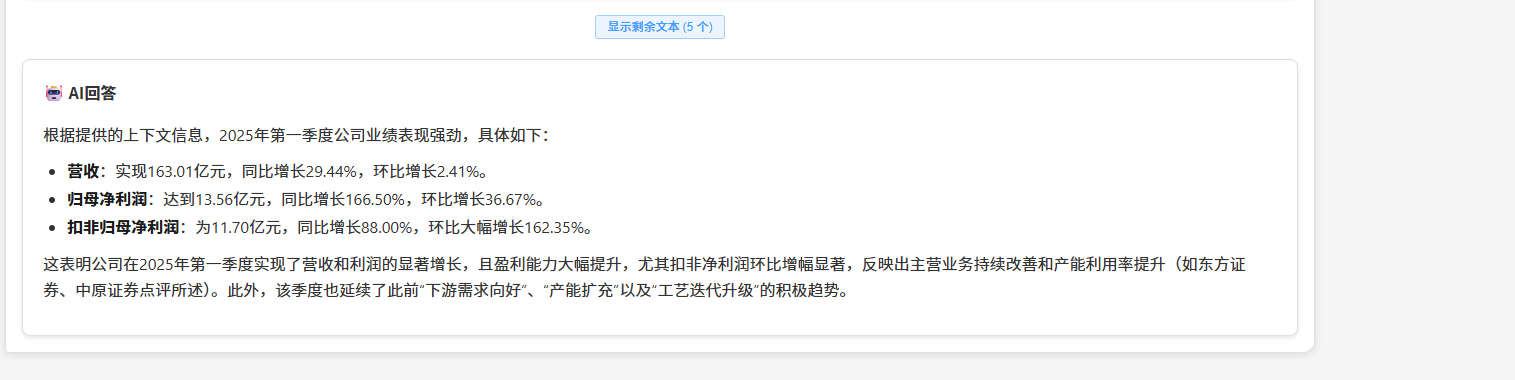 显示剩余文本 (5 个)
AI回答
根据提供的上下文信息，2025年第一季度公司业绩表现强劲，具体如下：
• 营收：实现163.01亿元，同比增长29.44%，环比增长2.41%。
• 归母净利润：达到13.56亿元，同比增长166.50%，环比增长36.67%。
• 扣非归母净利润：为11.70亿元，同比增长88.00%，环比大幅增长162.35%。
这表明公司在2025年第一季度实现了营收和利润的显著增长，且盈利能力大幅提升，尤其扣非净利润环比增幅显著，反映出主营业务持续改善和产能利用率提升（如东方证
券、中原证券点评所述）。此外，该季度也延续了此前“下游需求向好”、“产能扩充”以及“工艺迭代升级”的积极趋势。